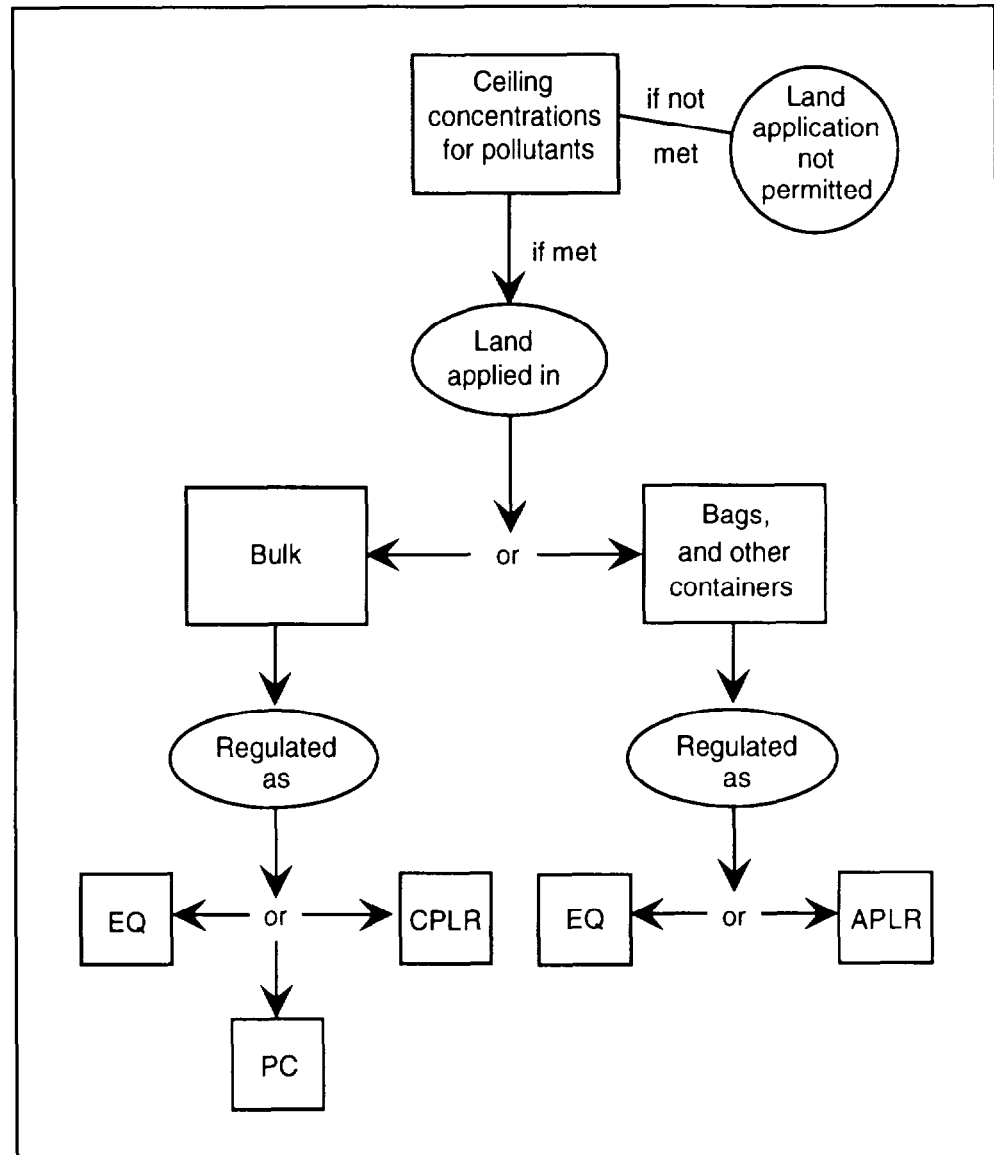 Ceiling
concentrations
for pollutants
if not
met
Land
application
not
permitted
if met
Land
applied in
Bulk
or
Bags,
and other
containers
Regulated
as
Regulated
as
EQ
or
CPLR
EQ
or
APLR
PC